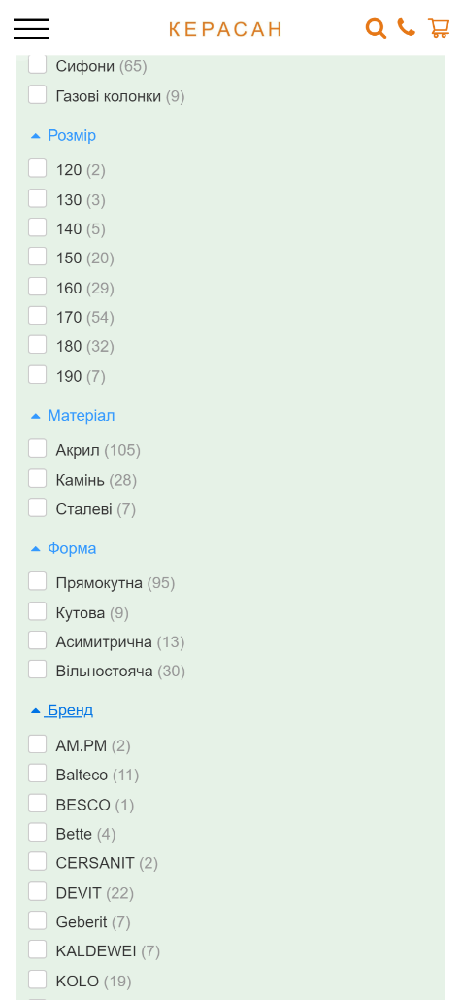 КЕРАСАН
Сифони (65)
Газові колонки (9)
Розмір
120 (2)
130 (3)
140 (5)
150 (20)
160 (29)
170 (54)
180 (32)
190 (7)
Матеріал
Акрил (105)
Камінь (28)
Сталеві (7)
Форма
Прямокутна (95)
Кутова (9)
Асимитрична (13)
Вільностояча (30)
Бренд
AM.PM (2)
Balteco (11)
BESCO (1)
Bette (4)
CERSANIT (2)
DEVIT (22)
Geberit (7)
KALDEWEI (7)
KOLO (19)